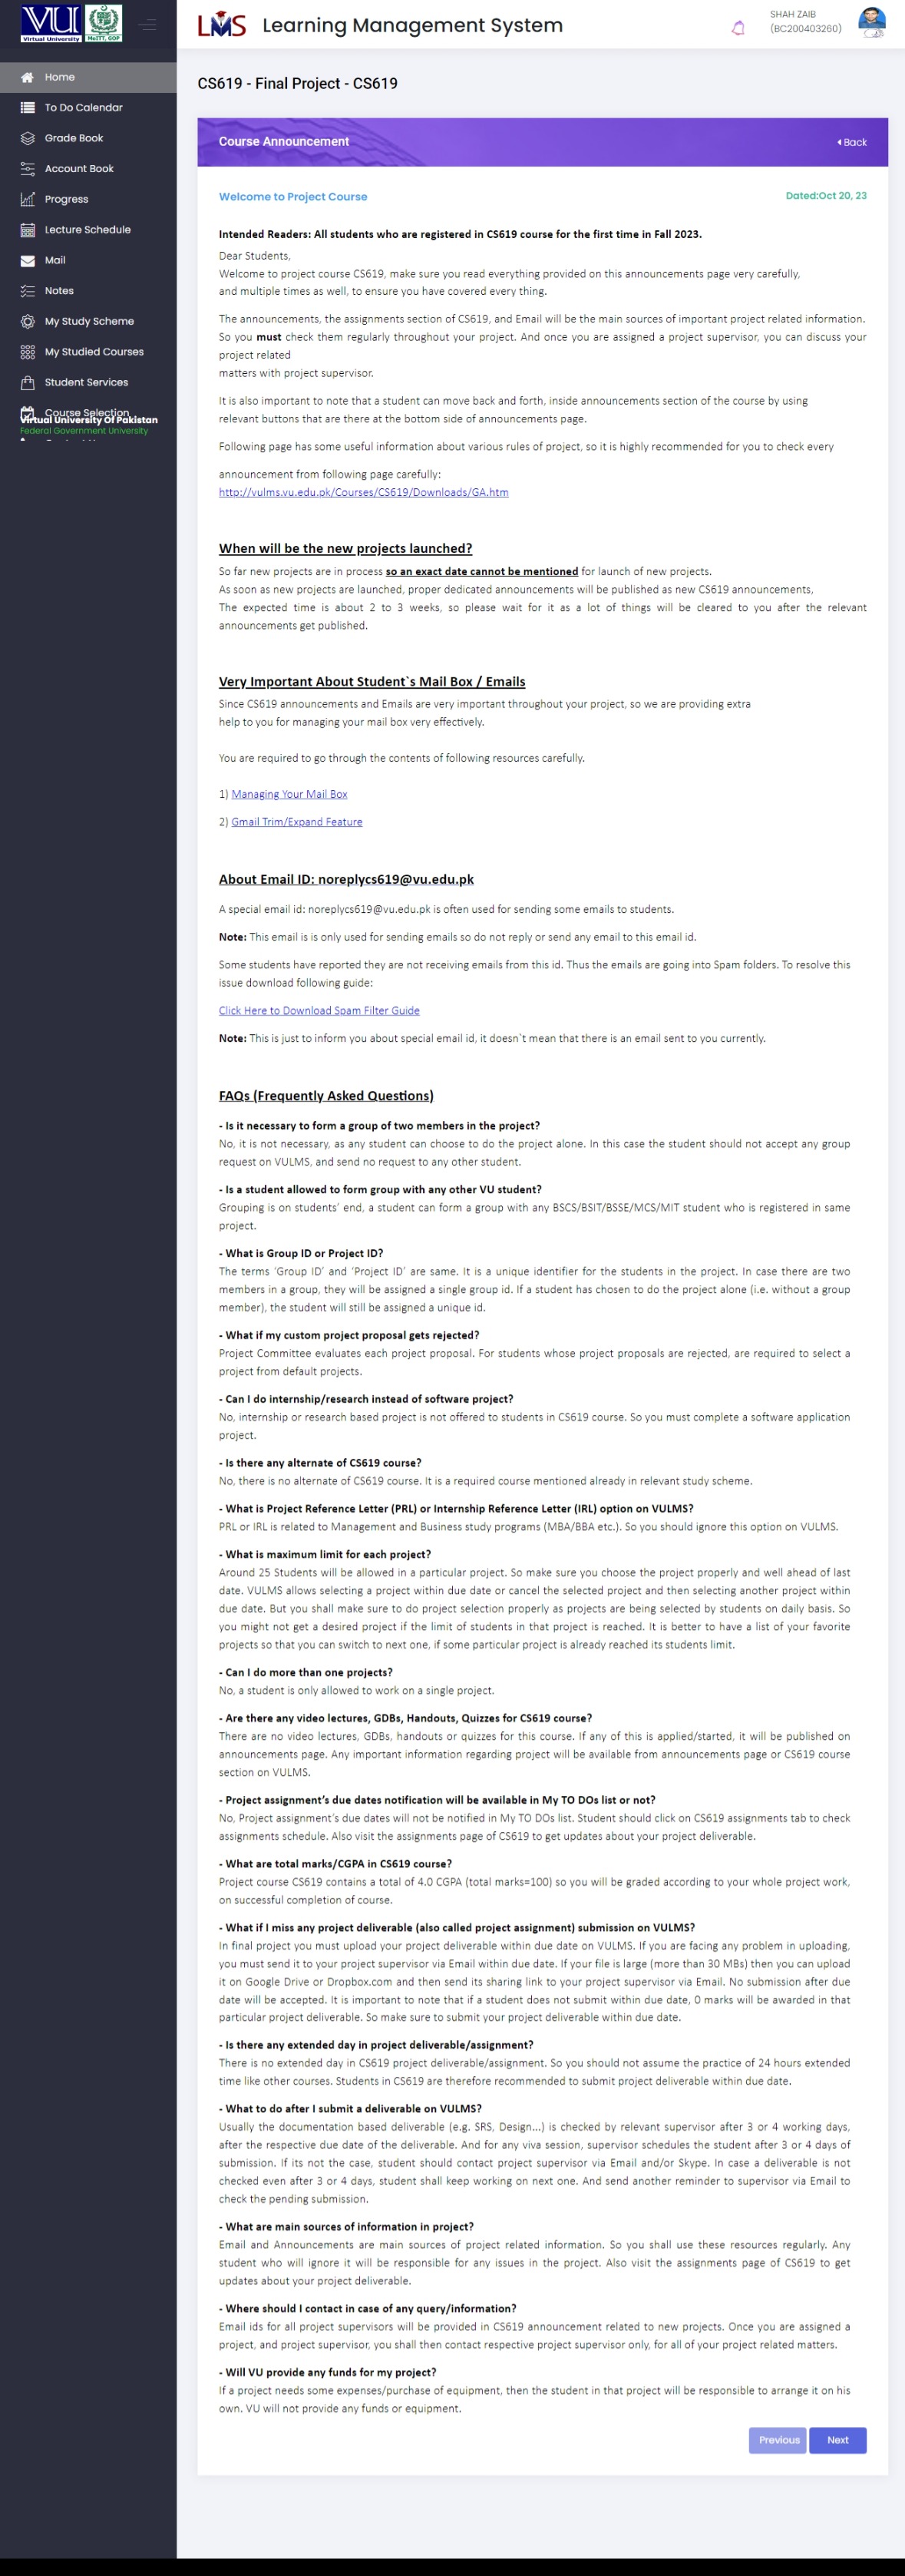 VU
Virtual University
MoITT, GOP
LMS Learning Management System
SHAH ZAIB
(BC200403260)
Home
To Do Calendar
Grade Book
Account Book
Progress
Lecture Schedule
Mail
Notes
My Study Scheme
My Studied Courses
Student Services
Course Selection
Virtual University Of Pakistan
Federal Government University
CS619 - Final Project - CS619
Course Announcement
Back
Welcome to Project Course
Dated:Oct 20, 23
Intended Readers: All students who are registered in CS619 course for the first time in Fall 2023.
Dear Students,
Welcome to project course CS619, make sure you read everything provided on this announcements page very carefully,
and multiple times as well, to ensure you have covered every thing.
The announcements, the assignments section of CS619, and Email will be the main sources of important project related information.
So you must check them regularly throughout your project. And once you are assigned a project supervisor, you can discuss your
project related
matters with project supervisor.
It is also important to note that a student can move back and forth, inside announcements section of the course by using
relevant buttons that are there at the bottom side of announcements page.
Following page has some useful information about various rules of project, so it is highly recommended for you to check every
announcement from following page carefully:
http://vulms.vu.edu.pk/Courses/CS619/Downloads/GA.htm
When will be the new projects launched?
So far new projects are in process so an exact date cannot be mentioned for launch of new projects.
As soon as new projects are launched, proper dedicated announcements will be published as new CS619 announcements,
The expected time is about 2 to 3 weeks, so please wait for it as a lot of things will be cleared to you after the relevant
announcements get published.
Very Important About Student`s Mail Box / Emails
Since CS619 announcements and Emails are very important throughout your project, so we are providing extra
help to you for managing your mail box very effectively.
You are required to go through the contents of following resources carefully.
1) Managing Your Mail Box
2) Gmail Trim/Expand Feature
About Email ID: noreplycs619@vu.edu.pk
A special email id: noreplycs619@vu.edu.pk is often used for sending some emails to students.
Note: This email is is only used for sending emails so do not reply or send any email to this email id.
Some students have reported they are not receiving emails from this id. Thus the emails are going into Spam folders. To resolve this
issue download following guide:
Click Here to Download Spam Filter Guide
Note: This is just to inform you about special email id, it doesn`t mean that there is an email sent to you currently.
FAQs (Frequently Asked Questions)
- Is it necessary to form a group of two members in the project?
No, it is not necessary, as any student can choose to do the project alone. In this case the student should not accept any group
request on VULMS, and send no request to any other student.
- Is a student allowed to form group with any other VU student?
Grouping is on students’ end, a student can form a group with any BSCS/BSIT/BSSE/MCS/MIT student who is registered in same
project.
- What is Group ID or Project ID?
The terms ‘Group ID’ and ‘Project ID’ are same. It is a unique identifier for the students in the project. In case there are two
members in a group, they will be assigned a single group id. If a student has chosen to do the project alone (i.e. without a group
member), the student will still be assigned a unique id.
- What if my custom project proposal gets rejected?
Project Committee evaluates each project proposal. For students whose project proposals are rejected, are required to select a
project from default projects.
- Can I do internship/research instead of software project?
No, internship or research based project is not offered to students in CS619 course. So you must complete a software application
project.
- Is there any alternate of CS619 course?
No, there is no alternate of CS619 course. It is a required course mentioned already in relevant study scheme.
- What is Project Reference Letter (PRL) or Internship Reference Letter (IRL) option on VULMS?
PRL or IRL is related to Management and Business study programs (MBA/BBA etc.). So you should ignore this option on VULMS.
- What is maximum limit for each project?
Around 25 Students will be allowed in a particular project. So make sure you choose the project properly and well ahead of last
date. VULMS allows selecting a project within due date or cancel the selected project and then selecting another project within
due date. But you shall make sure to do project selection properly as projects are being selected by students on daily basis. So
you might not get a desired project if the limit of students in that project is reached. It is better to have a list of your favorite
projects so that you can switch to next one, if some particular project is already reached its students limit.
- Can I do more than one projects?
No, a student is only allowed to work on a single project.
- Are there any video lectures, GDBs, Handouts, Quizzes for CS619 course?
There are no video lectures, GDBs, handouts or quizzes for this course. If any of this is applied/started, it will be published on
announcements page. Any important information regarding project will be available from announcements page or CS619 course
section on VULMS.
- Project assignment’s due dates notification will be available in My TO DOs list or not?
No, Project assignment’s due dates will not be notified in My TO DOs list. Student should click on CS619 assignments tab to check
assignments schedule. Also visit the assignments page of CS619 to get updates about your project deliverable.
- What are total marks/CGPA in CS619 course?
Project course CS619 contains a total of 4.0 CGPA (total marks=100) so you will be graded according to your whole project work,
on successful completion of course.
- What if I miss any project deliverable (also called project assignment) submission on VULMS?
In final project you must upload your project deliverable within due date on VULMS. If you are facing any problem in uploading,
you must send it to your project supervisor via Email within due date. If your file is large (more than 30 MBs) then you can upload
it on Google Drive or Dropbox.com and then send its sharing link to your project supervisor via Email. No submission after due
date will be accepted. It is important to note that if a student does not submit within due date, 0 marks will be awarded in that
particular project deliverable. So make sure to submit your project deliverable within due date.
- Is there any extended day in project deliverable/assignment?
There is no extended day in CS619 project deliverable/assignment. So you should not assume the practice of 24 hours extended
time like other courses. Students in CS619 are therefore recommended to submit project deliverable within due date.
- What to do after I submit a deliverable on VULMS?
Usually the documentation based deliverable (e.g. SRS, Design...) is checked by relevant supervisor after 3 or 4 working days,
after the respective due date of the deliverable. And for any viva session, supervisor schedules the student after 3 or 4 days of
submission. If its not the case, student should contact project supervisor via Email and/or Skype. In case a deliverable is not
checked even after 3 or 4 days, student shall keep working on next one. And send another reminder to supervisor via Email to
check the pending submission.
- What are main sources of information in project?
Email and Announcements are main sources of project related information. So you shall use these resources regularly. Any
student who will ignore it will be responsible for any issues in the project. Also visit the assignments page of CS619 to get
updates about your project deliverable.
- Where should I contact in case of any query/information?
Email ids for all project supervisors will be provided in CS619 announcement related to new projects. Once you are assigned a
project, and project supervisor, you shall then contact respective project supervisor only, for all of your project related matters.
- Will VU provide any funds for my project?
If a project needs some expenses/purchase of equipment, then the student in that project will be responsible to arrange it on his
own. VU will not provide any funds or equipment.
Previous
Next